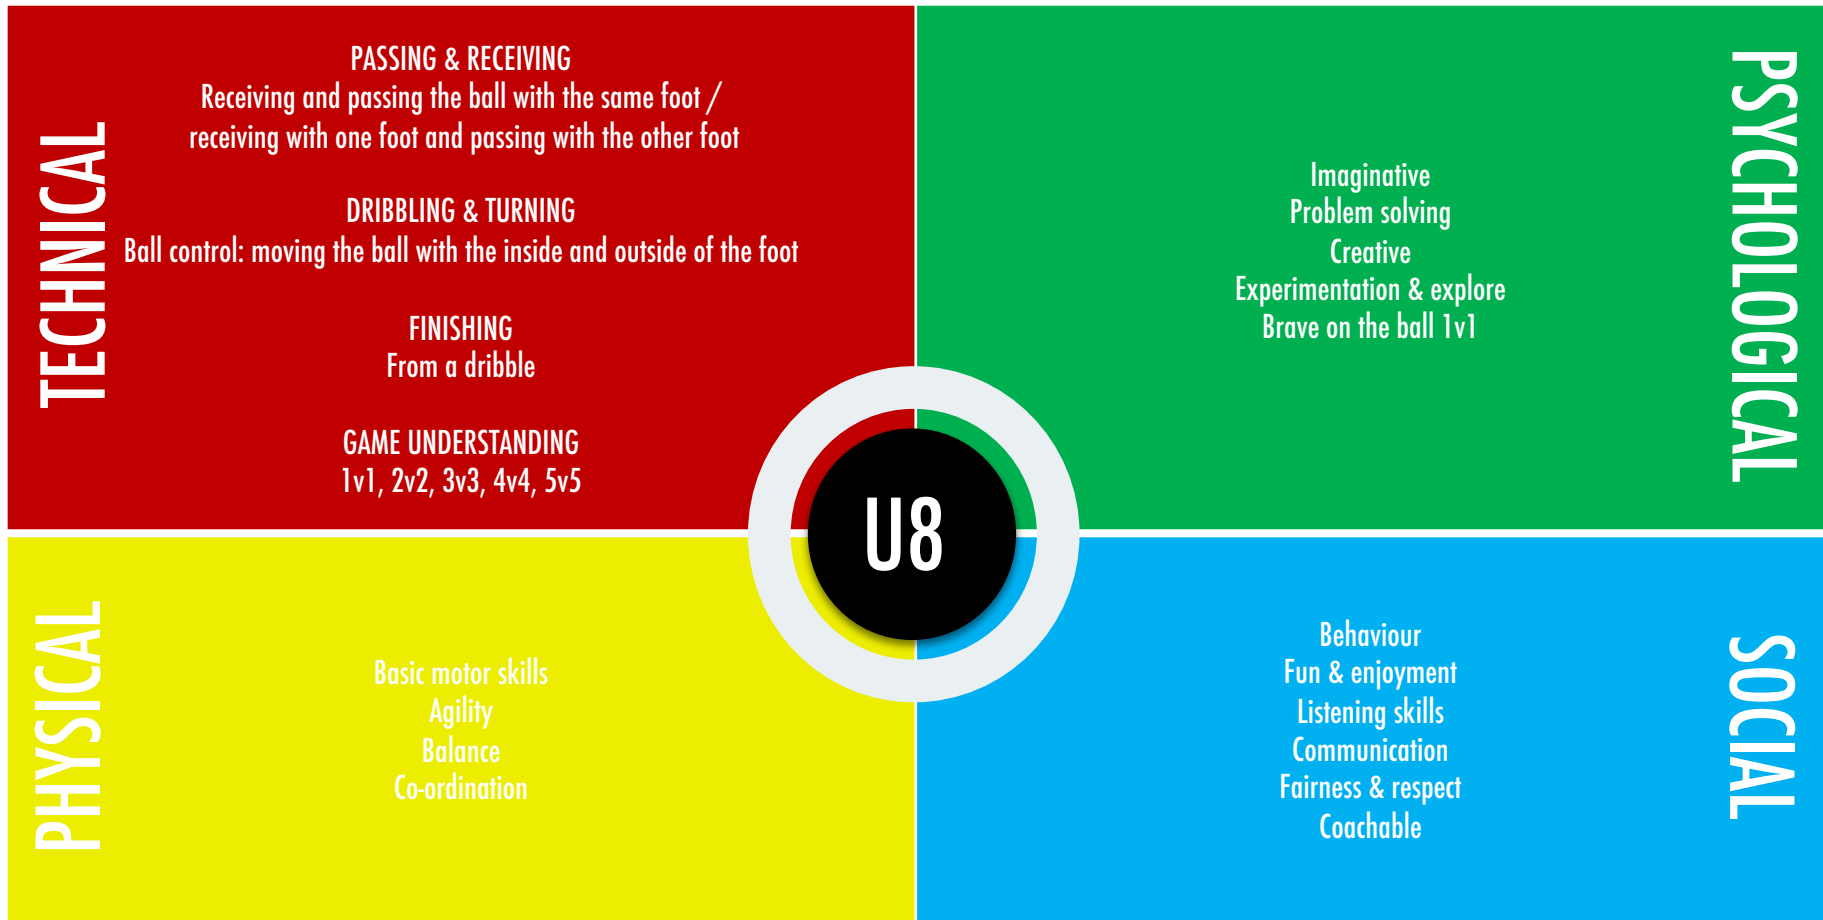 TECHNICAL
PASSING & RECEIVING
Receiving and passing the ball with the same foot /
receiving with one foot and passing with the other foot
DRIBBLING & TURNING
Ball control: moving the ball with the inside and outside of the foot
FINISHING
From a dribble
GAME UNDERSTANDING
1v1, 2v2, 3v3, 4v4, 5v5
PSYCHOLOGICAL
Imaginative
Problem solving
Creative
Experimentation & explore
Brave on the ball 1v1
U8
PHYSICAL
Basic motor skills
Agility
Balance
Co-ordination
SOCIAL
Behaviour
Fun & enjoyment
Listening skills
Communication
Fairness & respect
Coachable